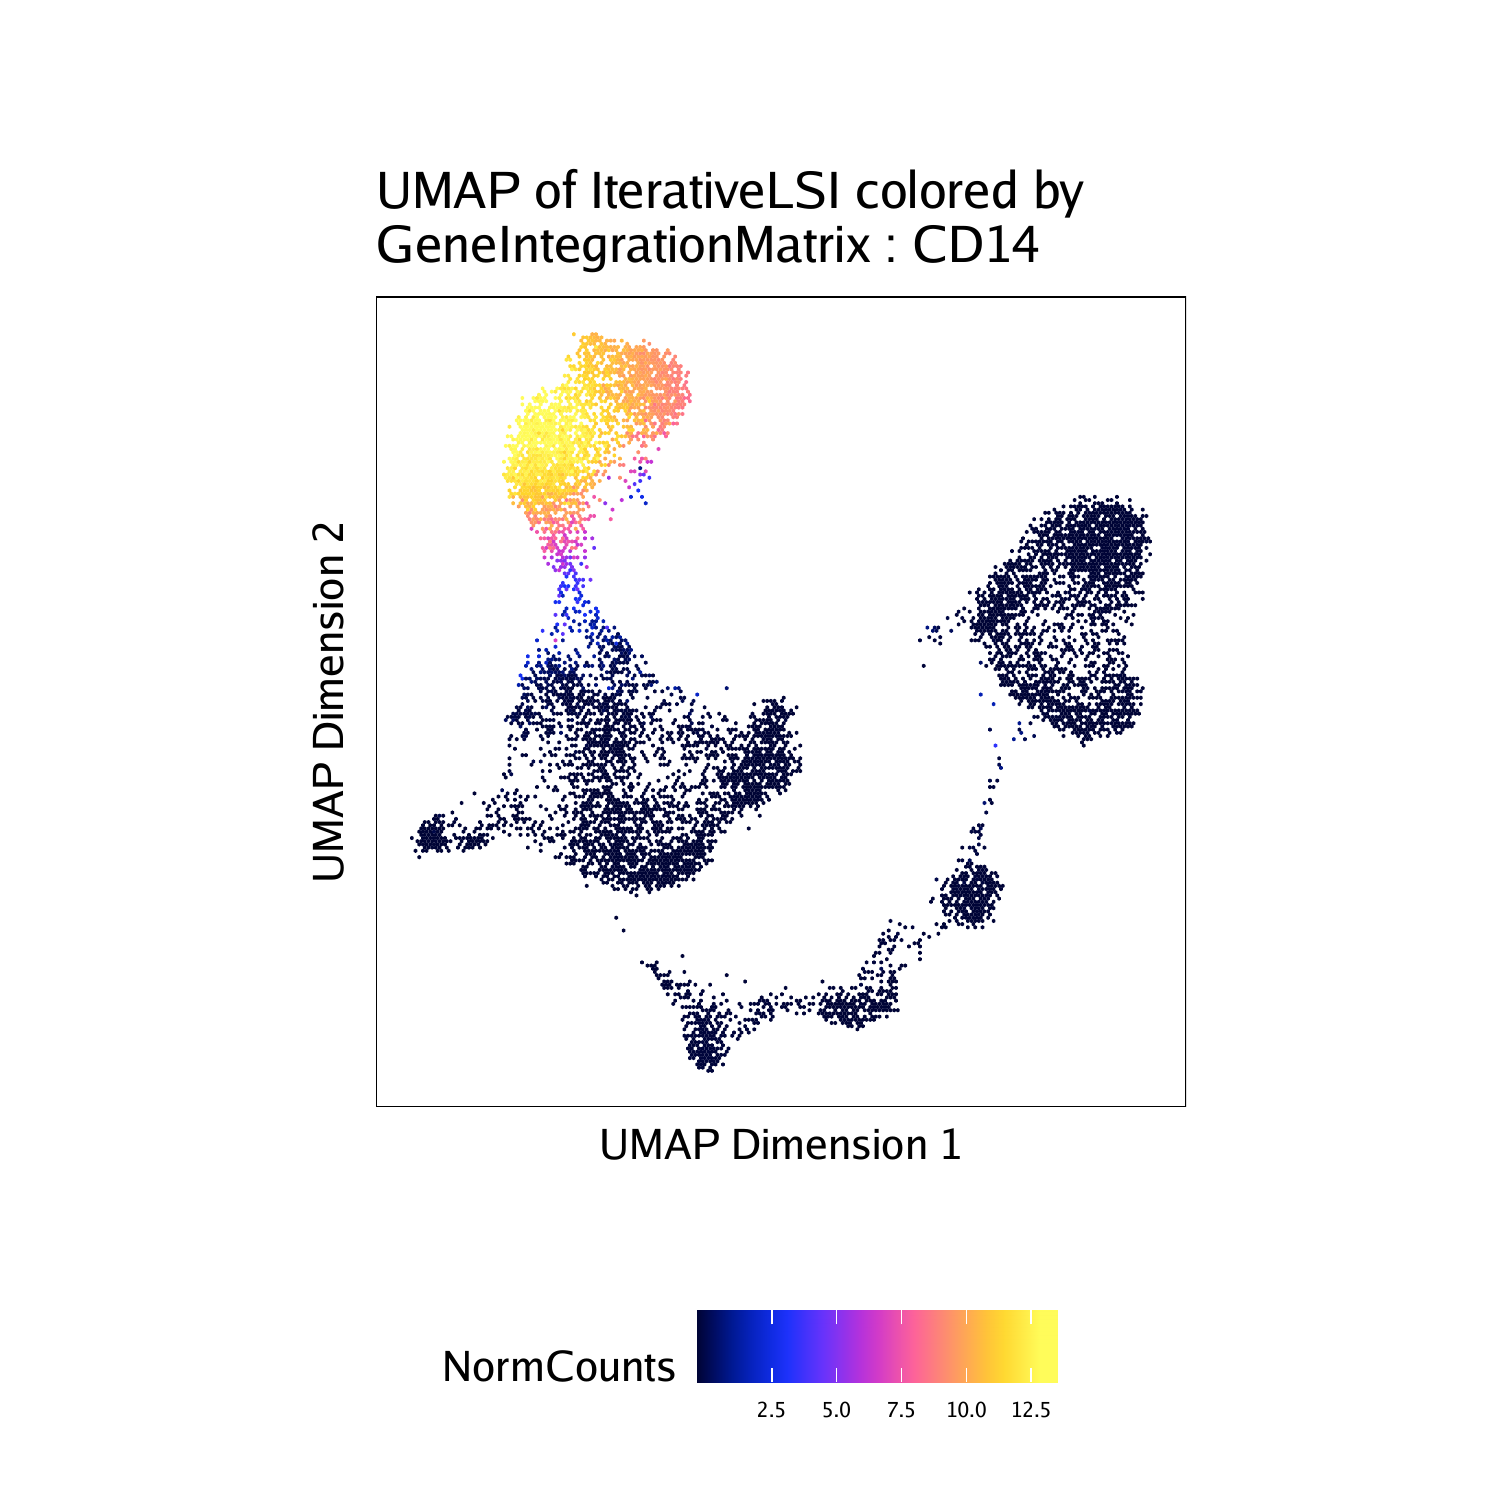 UMAP of IterativeLSI colored by
GeneIntegrationMatrix : CD14
UMAP Dimension 2
UMAP Dimension 1
NormCounts
2.5 5.0 7.5 10.0 12.5